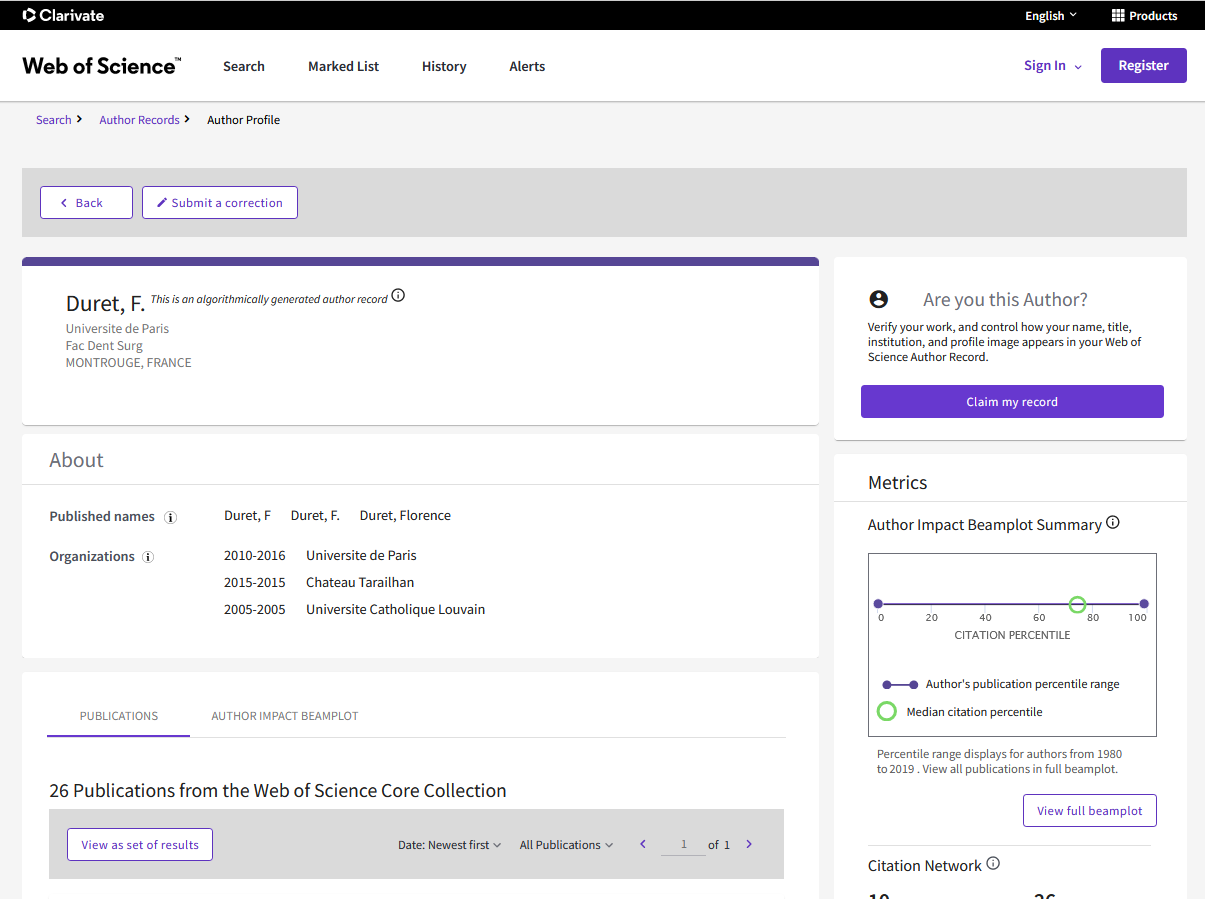 Clarivate
English
Products
Web of Science™
Search
Marked List
History
Alerts
Sign In
Register
Search
Author Records
Author Profile
Back
Submit a correction
Duret, F. This is an algorithmically generated author record
Universite de Paris
Fac Dent Surg
MONTROUGE, FRANCE
About
Published names
Duret, F
Duret, F.
Duret, Florence
Organizations
2010-2016 Universite de Paris
2015-2015 Chateau Tarailhan
2005-2005 Universite Catholique Louvain
PUBLICATIONS
AUTHOR IMPACT BEAMPLOT
26 Publications from the Web of Science Core Collection
View as set of results
Date: Newest first
All Publications
1 of 1
Are you this Author?
Verify your work, and control how your name, title,
institution, and profile image appears in your Web of
Science Author Record.
Claim my record
Metrics
Author Impact Beamplot Summary
0 20 40 60 80 100
CITATION PERCENTILE
Author's publication percentile range
Median citation percentile
Percentile range displays for authors from 1980
to 2019 . View all publications in full beamplot.
View full beamplot
Citation Network